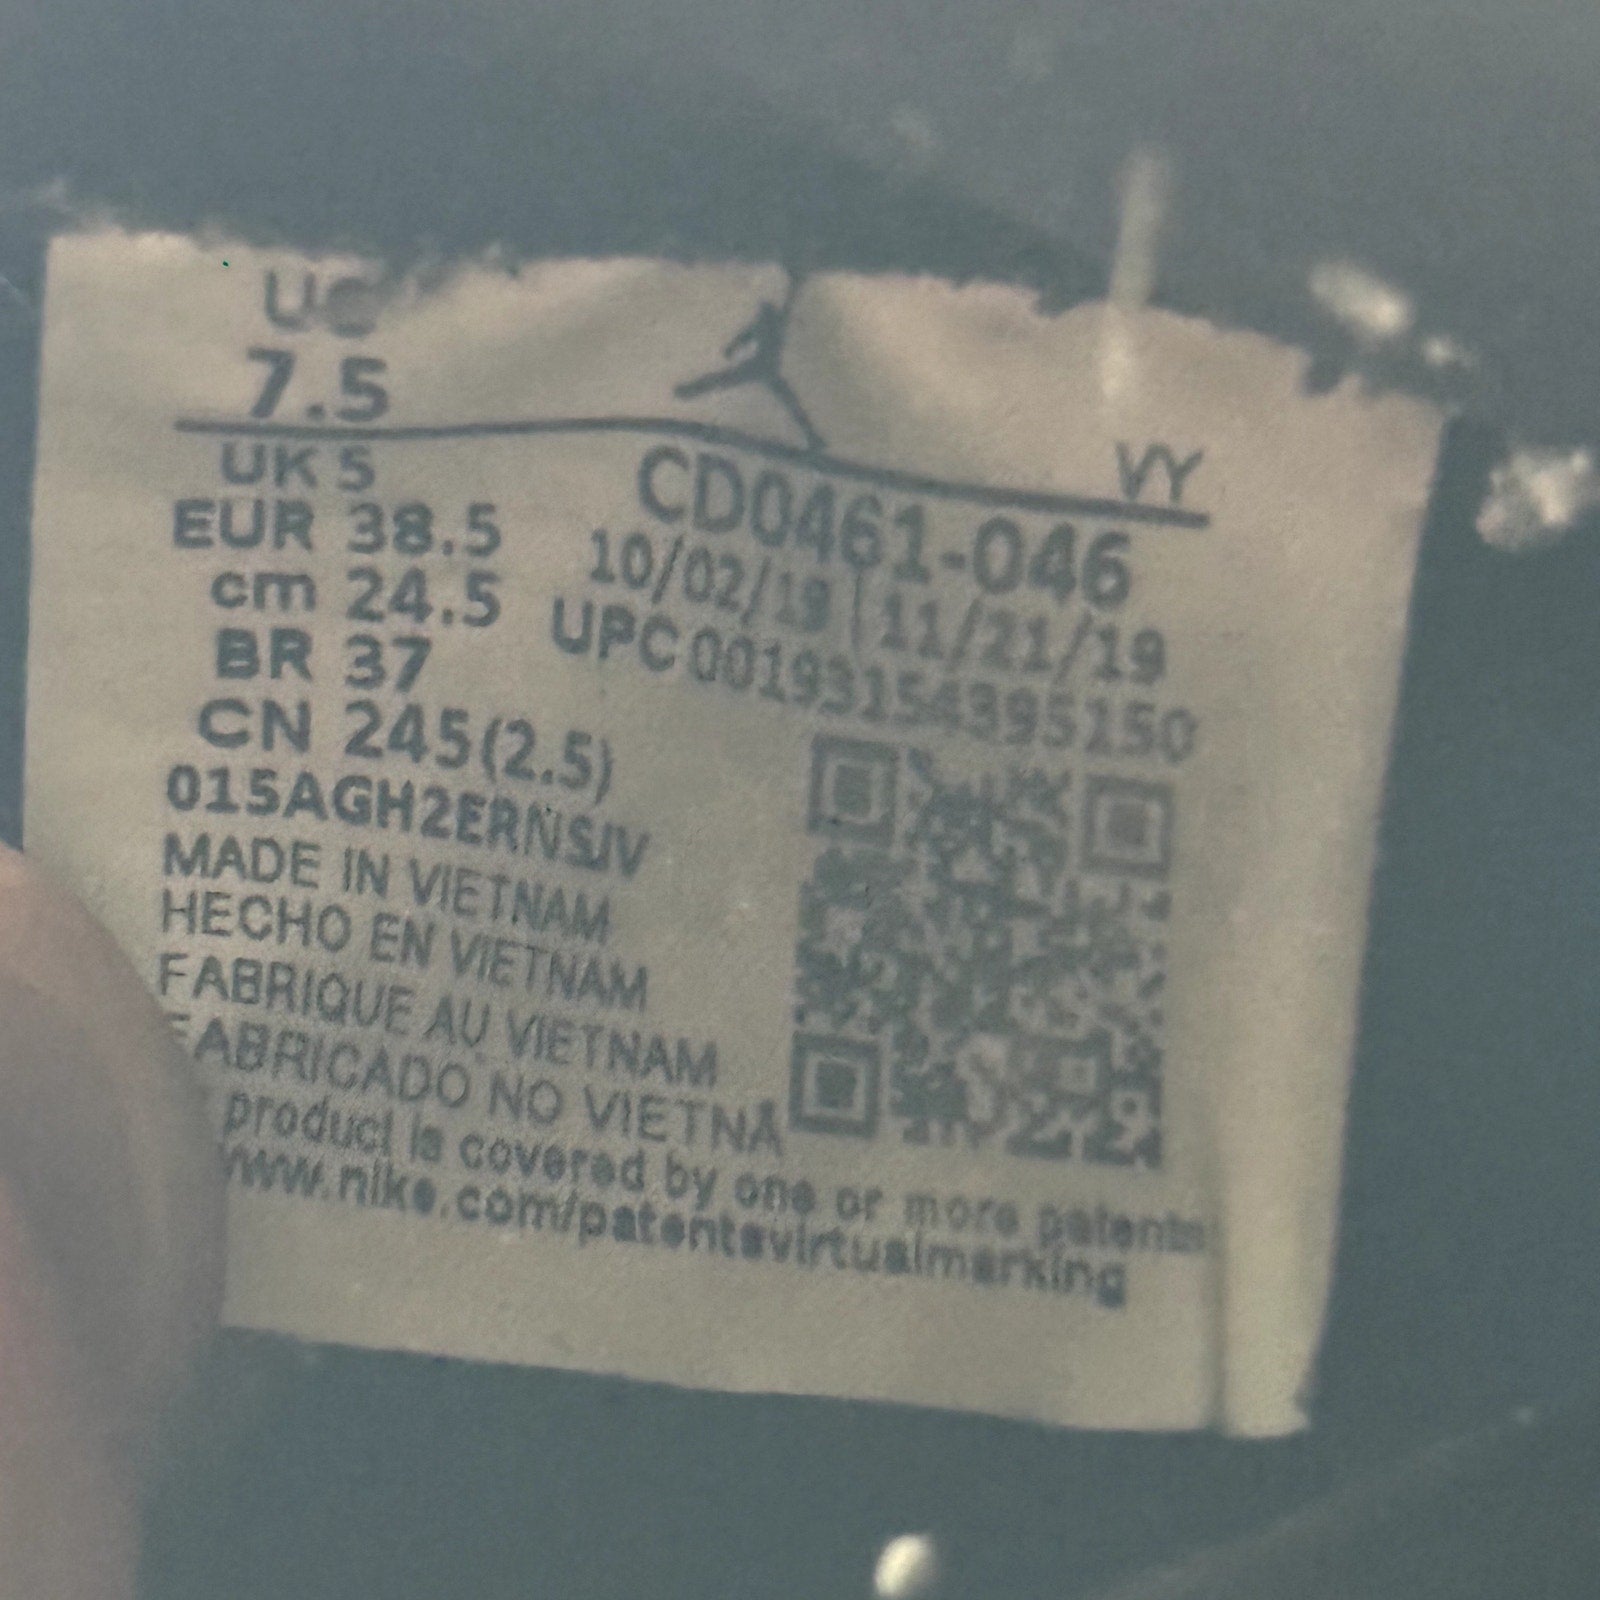 US
7.5
VY
UK 5
EUR 38.5
cm 24.5
BR 37
CN 245(2.5)
CD0461-046
10/02/19 11/21/19
UPC 00193154395150
015AGH2ERNSJV
MADE IN VIETNAM
HECHO EN VIETNAM
FABRIQUE AU VIETNAM
FABRICADO NO VIETNÃ
product is covered by one or more patents
www.nike.com/patentsvirtualmarking